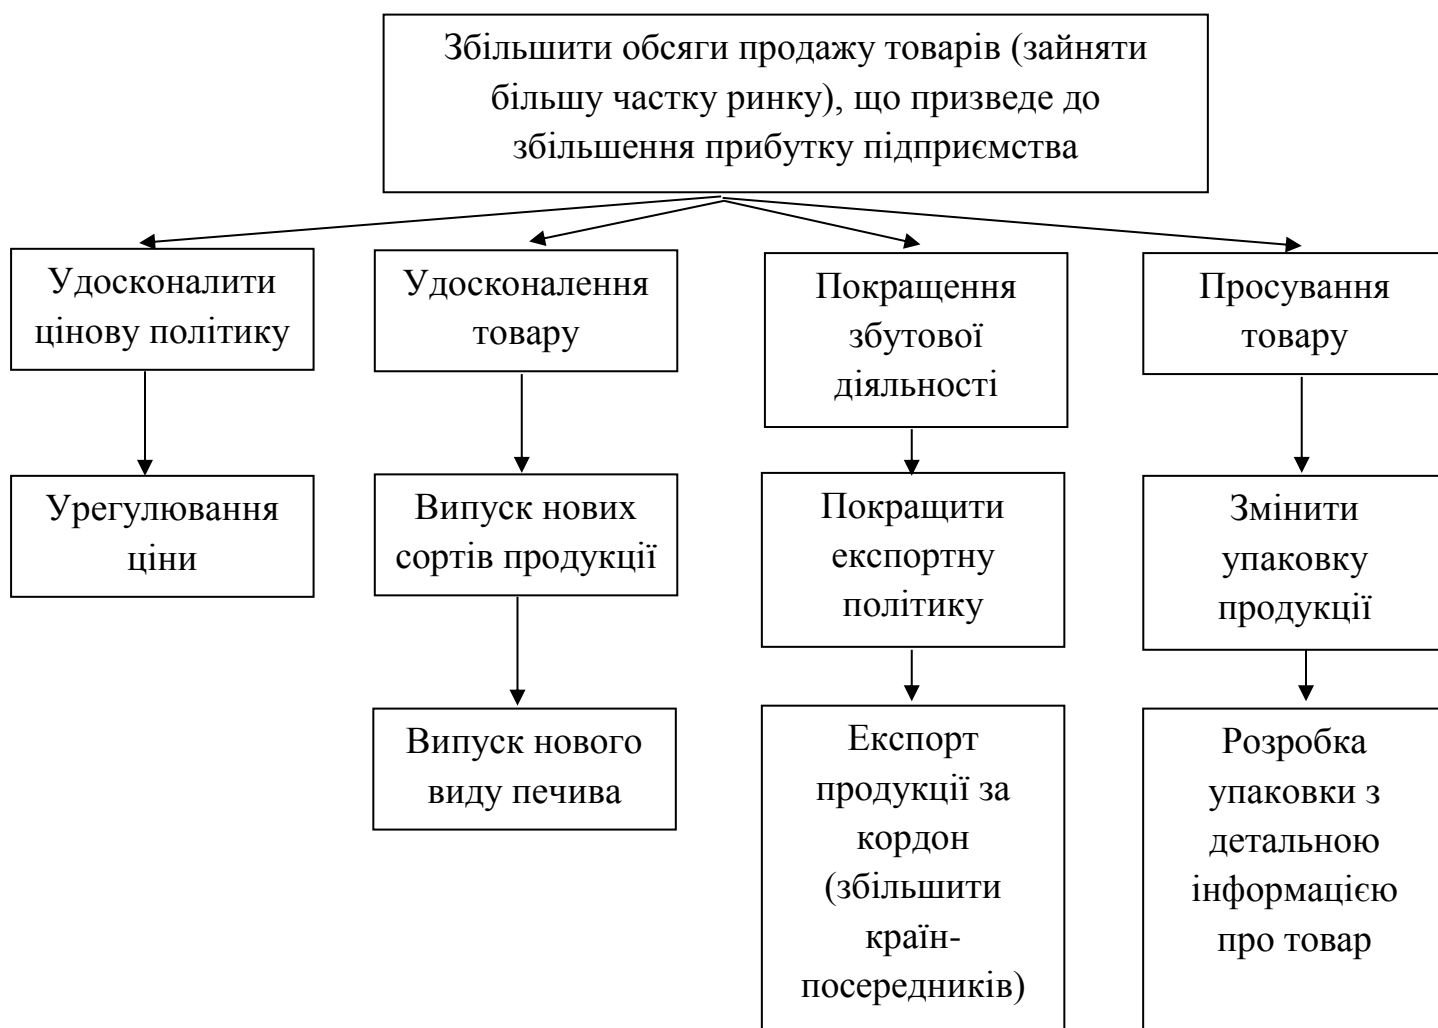 Збільшити обсяги продажу товарів (зайняти
більшу частку ринку), що призведе до
збільшення прибутку підприємства
Удосконалити
цінову політику
Удосконалення
товару
Покращення
збутової
діяльності
Просування
товару
Урегулювання
ціни
Випуск нових
сортів продукції
Покращити
експортну
політику
Змінити
упаковку
продукції
Випуск нового
виду печива
Експорт
продукції за
кордон
(збільшити
країн-
посередників)
Розробка
упаковки з
детальною
інформацією
про товар